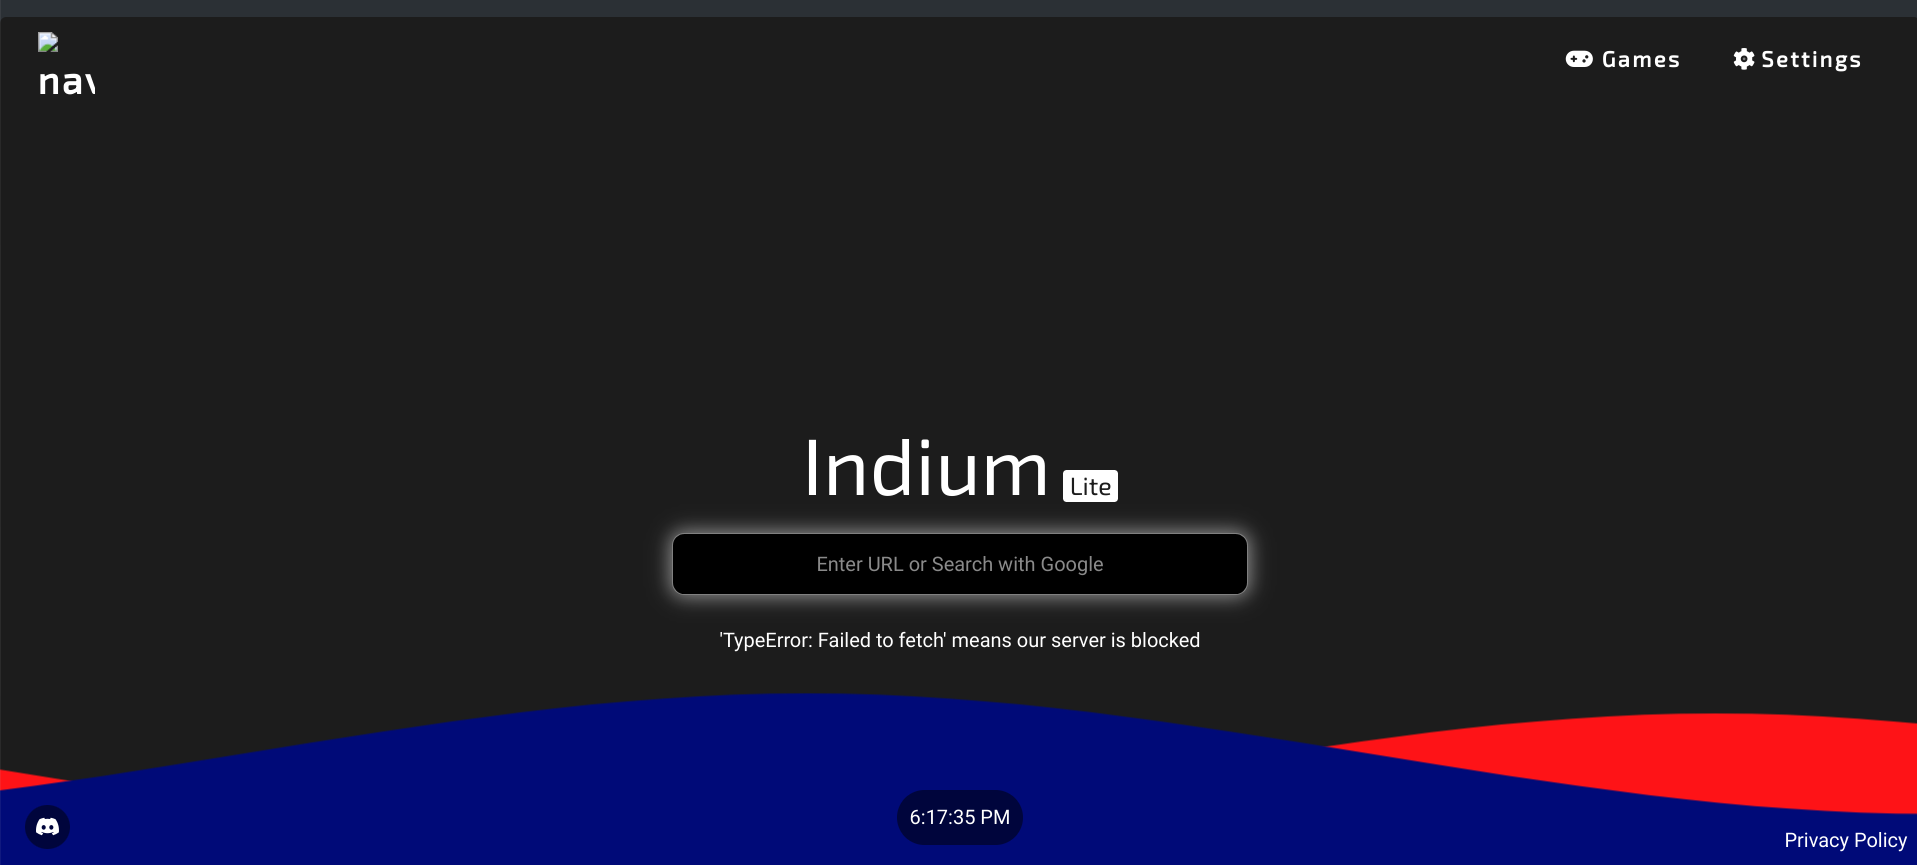 nav
Games
Settings
Indium Lite
Enter URL or Search with Google
'TypeError: Failed to fetch' means our server is blocked
6:17:35 PM
Privacy Policy